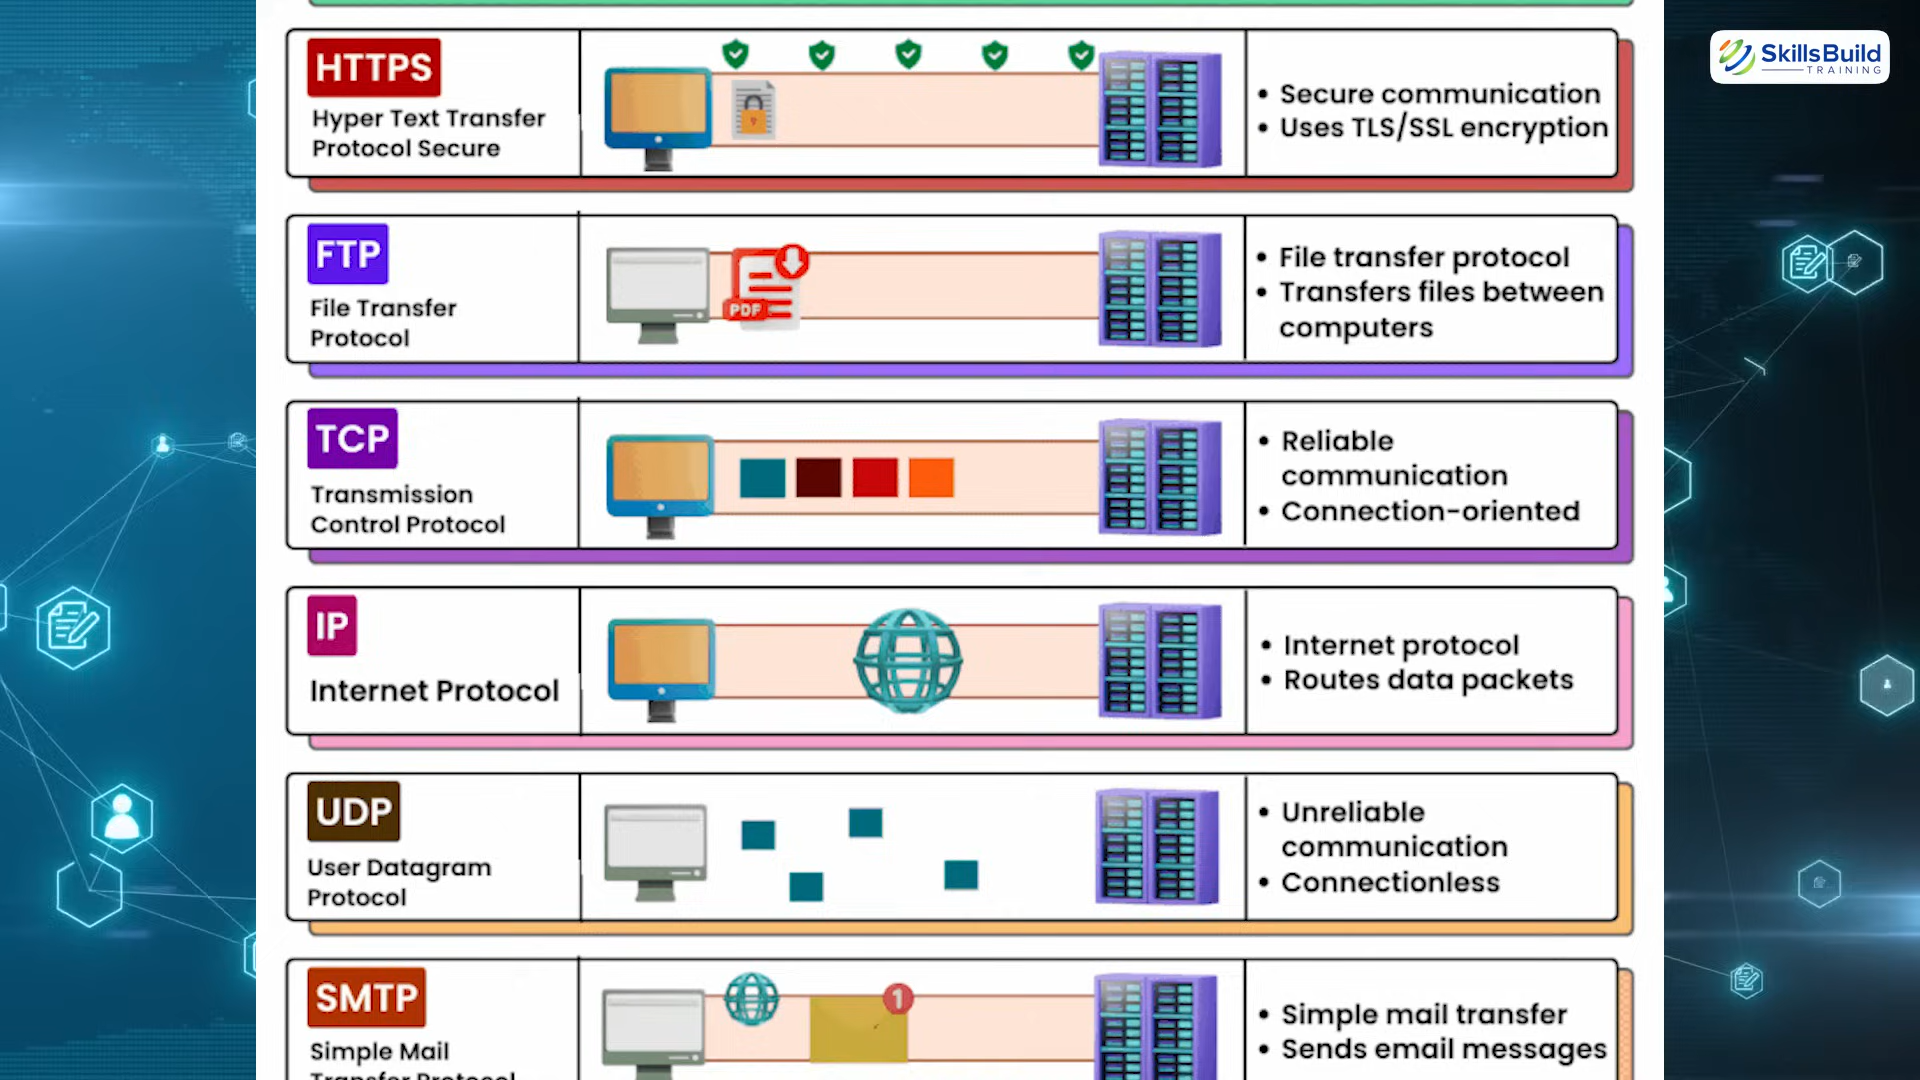 SkillsBuild
TRAINING
HTTPS
Hyper Text Transfer
Protocol Secure
• Secure communication
• Uses TLS/SSL encryption
FTP
File Transfer
Protocol
PDF
• File transfer protocol
• Transfers files between
computers
TCP
Transmission
Control Protocol
• Reliable
communication
• Connection-oriented
IP
Internet Protocol
• Internet protocol
• Routes data packets
UDP
User Datagram
Protocol
• Unreliable
communication
• Connectionless
SMTP
Simple Mail
Transfer Protocol
1
• Simple mail transfer
• Sends email messages